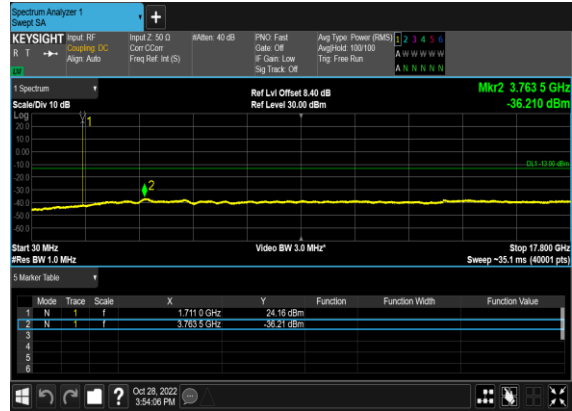 Spectrum Analyzer 1
Swept SA
+
KEYSIGHT Input: RF Input Z: 50 Ω #Atten: 40 dB PNO: Fast Avg Type: Power (RMS) 1 2 3 4 5 6
R T Coupling: DC Corr CCorr Gate: Off Avg|Hold: 100/100 A W W W W W
Align: Auto Freq Ref: Int (S) IF Gain: Low Trig: Free Run
Sig Track: Off A N N N N N
1 Spectrum Ref Lvl Offset 8.40 dB Mkr2 3.763 5 GHz
Scale/Div 10 dB Ref Level 30.00 dBm -36.210 dBm
Log
20.0
10.0
0.00
-10.0
DL1 -13.00 dBm
-20.0
-30.0
-40.0
-50.0
-60.0
1
2
Start 30 MHz Video BW 3.0 MHz* Stop 17.800 GHz
#Res BW 1.0 MHz Sweep ~35.1 ms (40001 pts)
5 Marker Table
Mode Trace Scale X Y Function Function Width Function Value
1 N 1 f 1.711 0 GHz 24.16 dBm
2 N 1 f 3.763 5 GHz -36.21 dBm
3
4
5
6
? Oct 28, 2022
3:54:06 PM